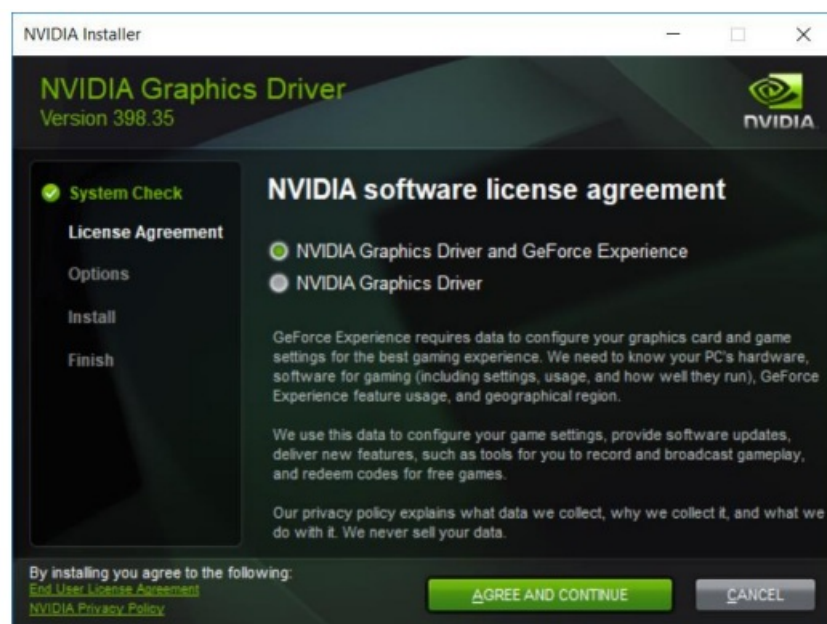 NVIDIA Installer
NVIDIA Graphics Driver
Version 398.35
NVIDIA.
System Check
License Agreement
Options
Install
Finish
NVIDIA software license agreement
NVIDIA Graphics Driver and GeForce Experience
NVIDIA Graphics Driver
GeForce Experience requires data to configure your graphics card and game
settings for the best gaming experience. We need to know your PC's hardware,
software for gaming (including settings, usage, and how well they run), GeForce
Experience feature usage, and geographical region.
We use this data to configure your game settings, provide software updates,
deliver new features, such as tools for you to record and broadcast gameplay,
and redeem codes for free games.
Our privacy policy explains what data we collect, why we collect it, and what we
do with it. We never sell your data.
By installing you agree to the following:
End User License Agreement
NVIDIA Privacy Policy
AGREE AND CONTINUE
CANCEL